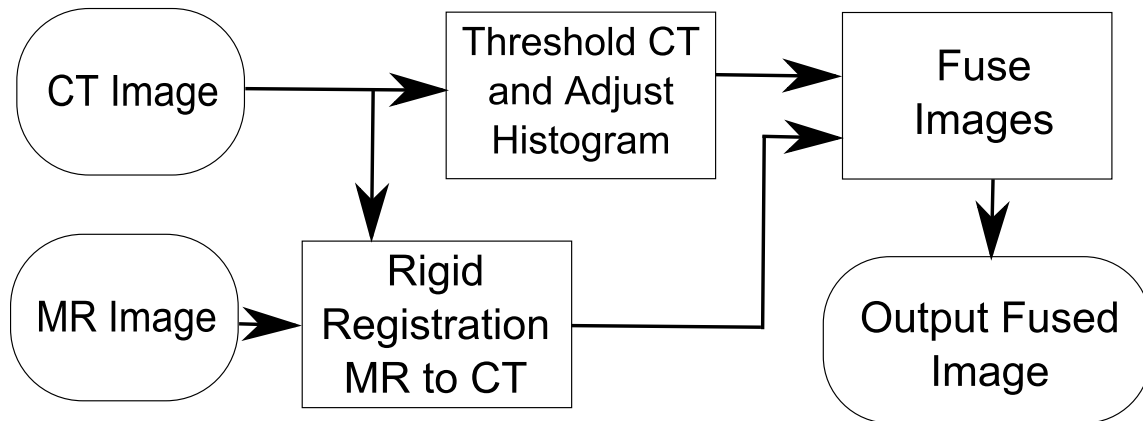 CT Image
Threshold CT
and Adjust
Histogram
Fuse
Images
MR Image
Rigid
Registration
MR to CT
Output Fused
Image